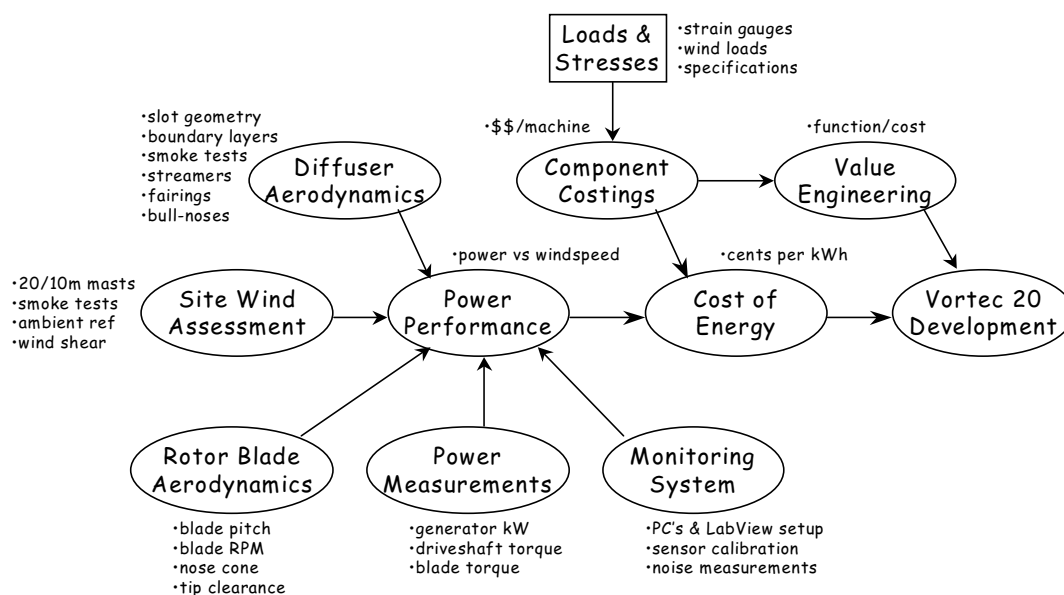 Loads &
Stresses
•strain gauges
•wind loads
•specifications
•slot geometry
•boundary layers
•smoke tests
•streamers
•fairings
•bull-noses
Diffuser
Aerodynamics
•$$/machine
Component
Costings
•function/cost
Value
Engineering
•20/10m masts
•smoke tests
•ambient ref
•wind shear
Site Wind
Assessment
•power vs windspeed
Power
Performance
•cents per kWh
Cost of
Energy
Vortec 20
Development
Rotor Blade
Aerodynamics
•blade pitch
•blade RPM
•nose cone
•tip clearance
Power
Measurements
•generator kW
•driveshaft torque
•blade torque
Monitoring
System
•PC's & LabView setup
•sensor calibration
•noise measurements